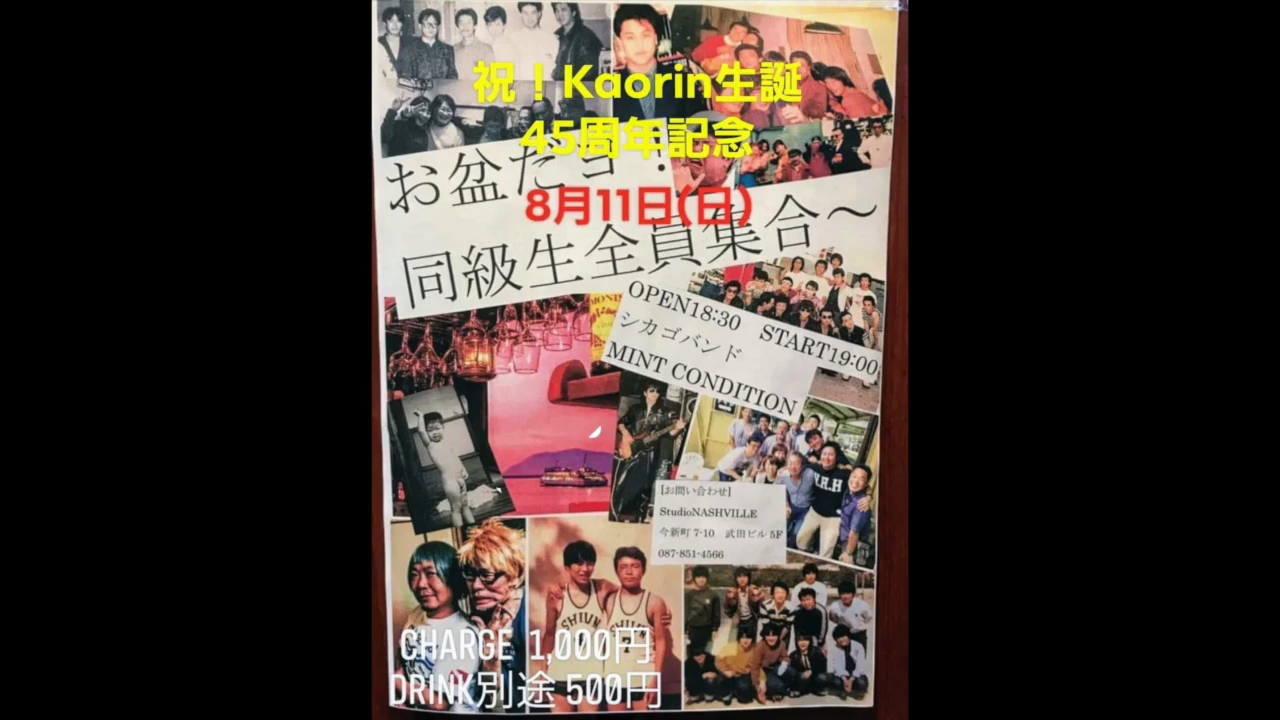 祝！Kaorin生誕
45周年記念
お盆だョ！
8月11日(日)
同級生全員集合～
OPEN18:30 START19:00
シカゴバンド
MINT CONDITION
[お問い合わせ]
StudioNASHVILLE
今新町 7-10 武田ビル 5F
087-851-4566
SHIUN
SHIUN
CHARGE 1,000円
DRINK別途 500円